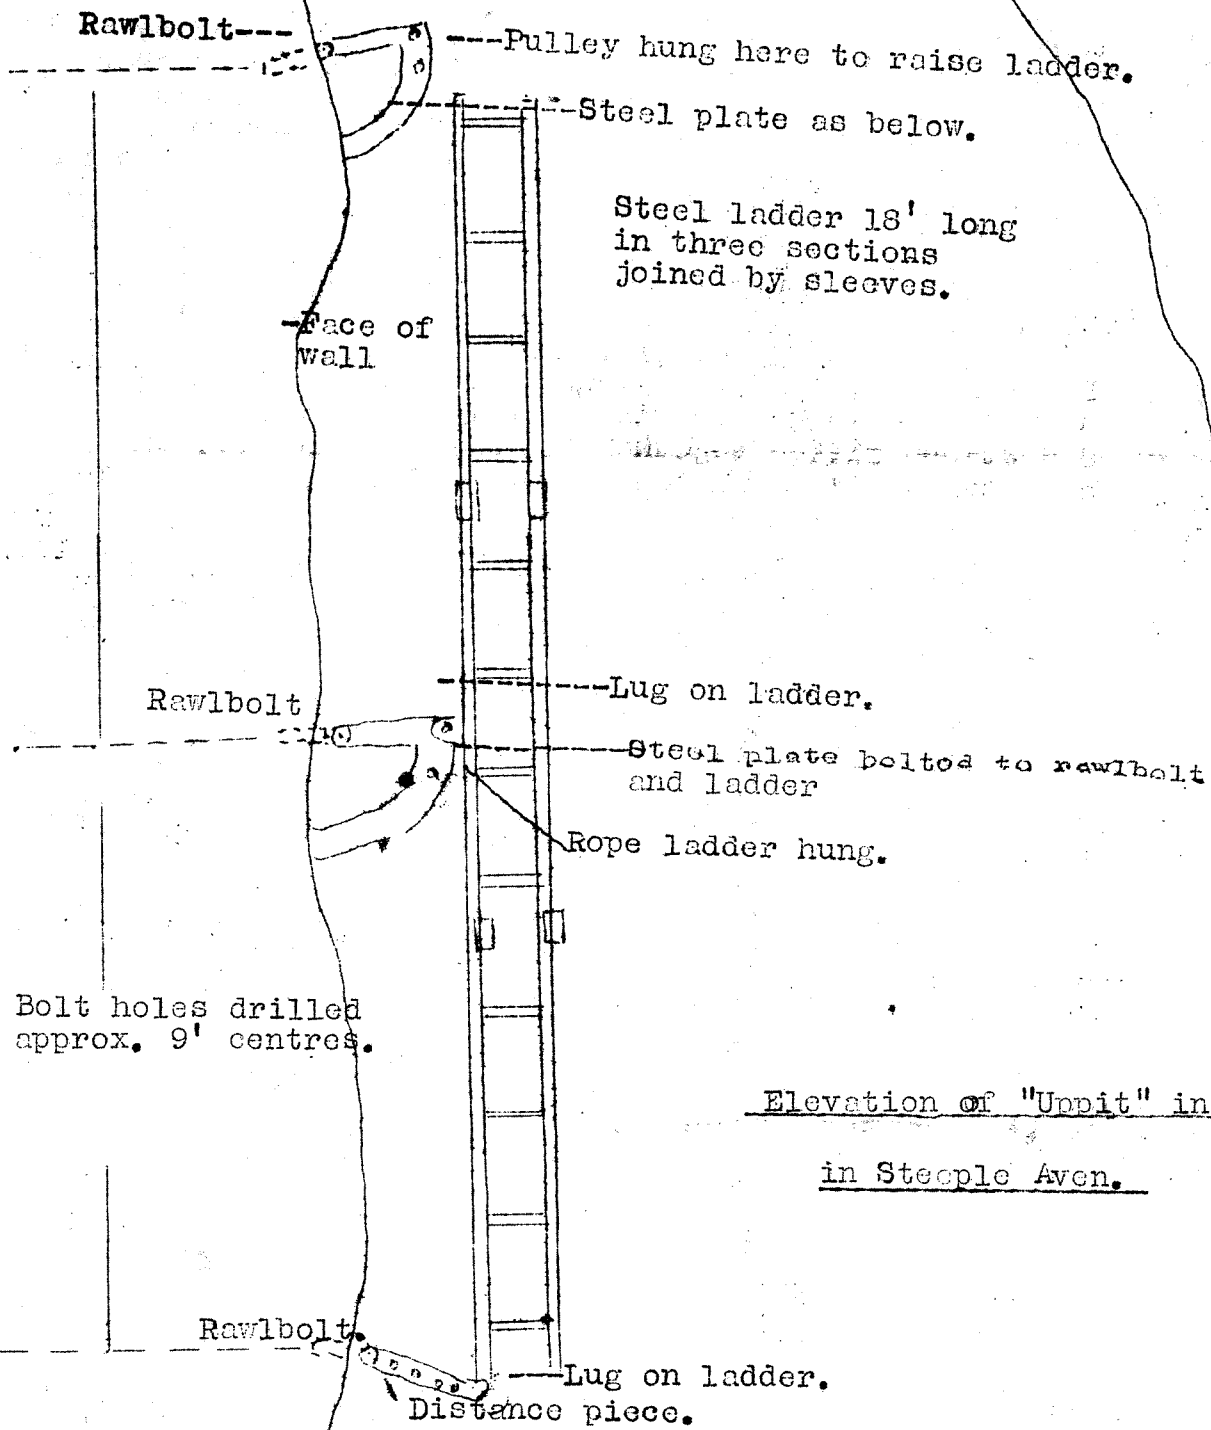 Rawlbolt---
---Pulley hung here to raise ladder.
---Steel plate as below.
Steel ladder 18' long
in three sections
joined by sleeves.
Face of
wall
Lug on ladder.
Rawlbolt
Steel plate bolted to rawlbolt
and ladder
Rope ladder hung.
Bolt holes drilled
approx. 9' centres.
Elevation of "Uppit" in
in Steeple Aven.
Rawlbolt
Lug on ladder.
Distance piece.